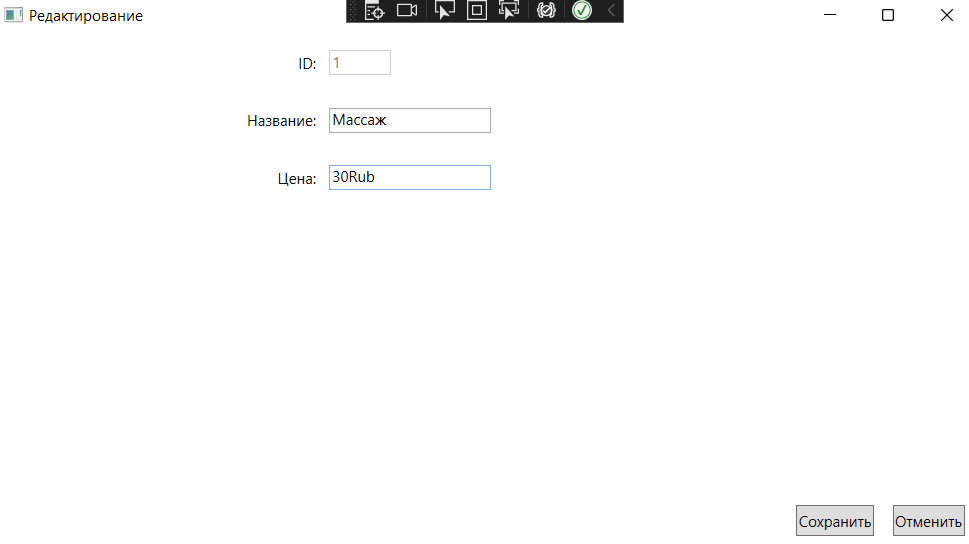 Редактирование
ID: 1
Название: Массаж
Цена: 30Rub
Сохранить Отменить